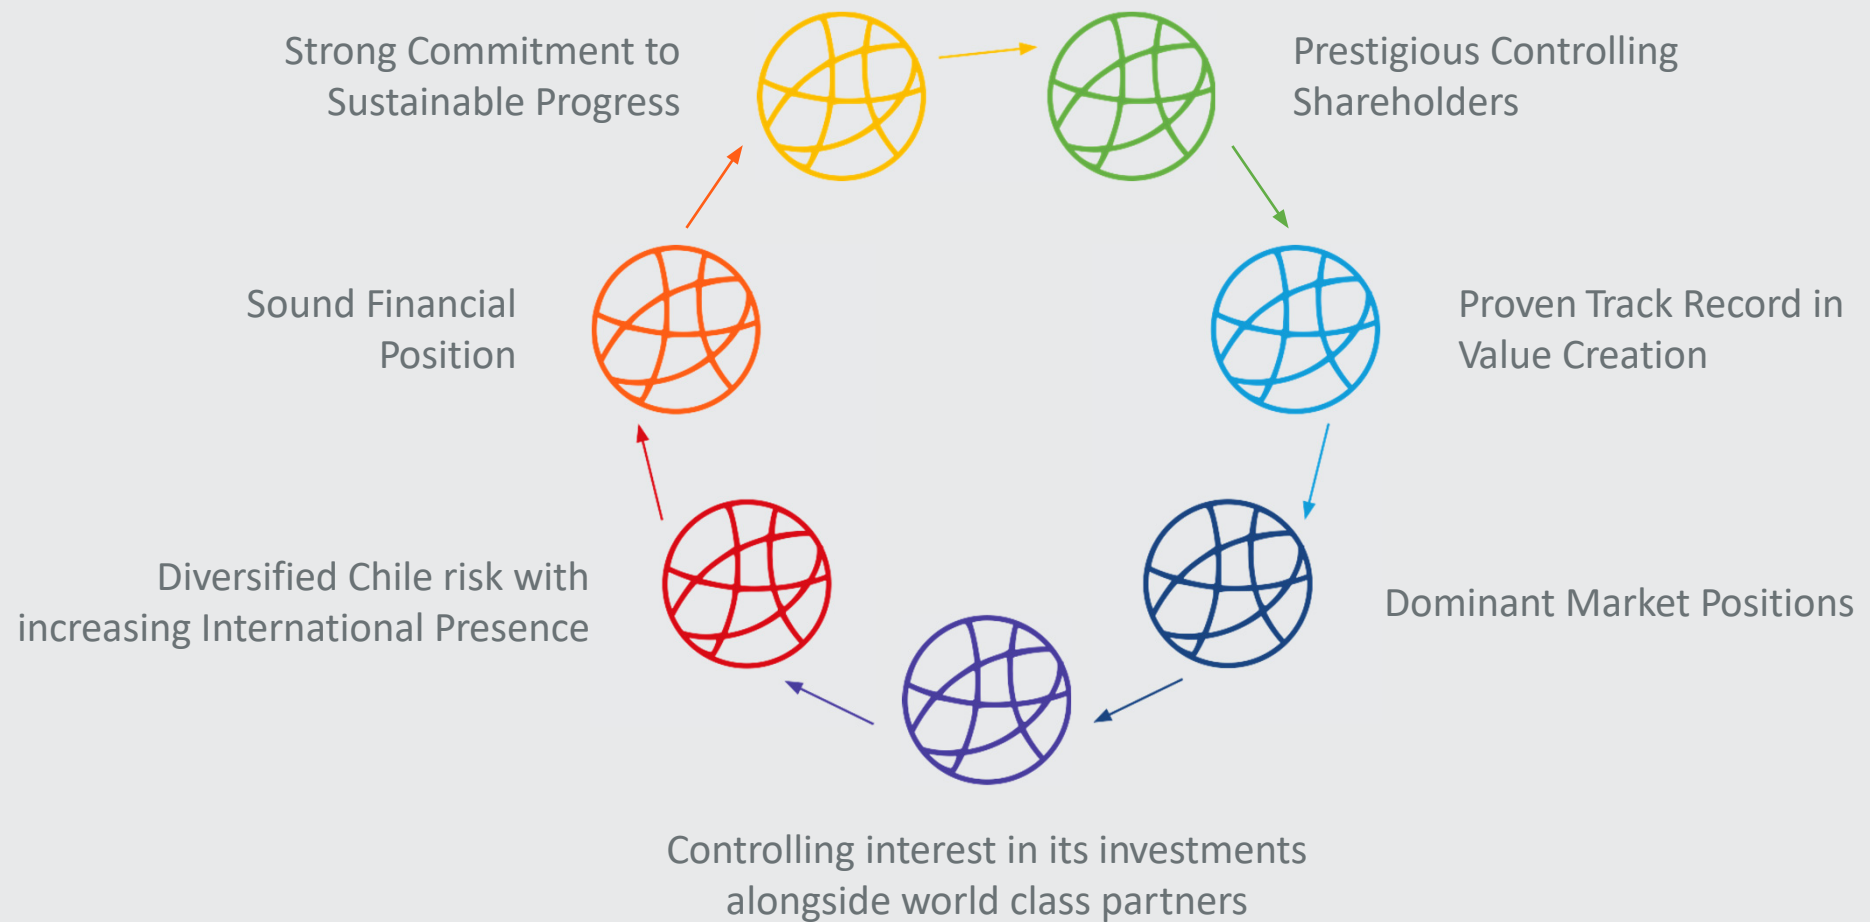 Strong Commitment to
Sustainable Progress
Prestigious Controlling
Shareholders
Sound Financial
Position
Proven Track Record in
Value Creation
Diversified Chile risk with
increasing International Presence
Dominant Market Positions
Controlling interest in its investments
alongside world class partners